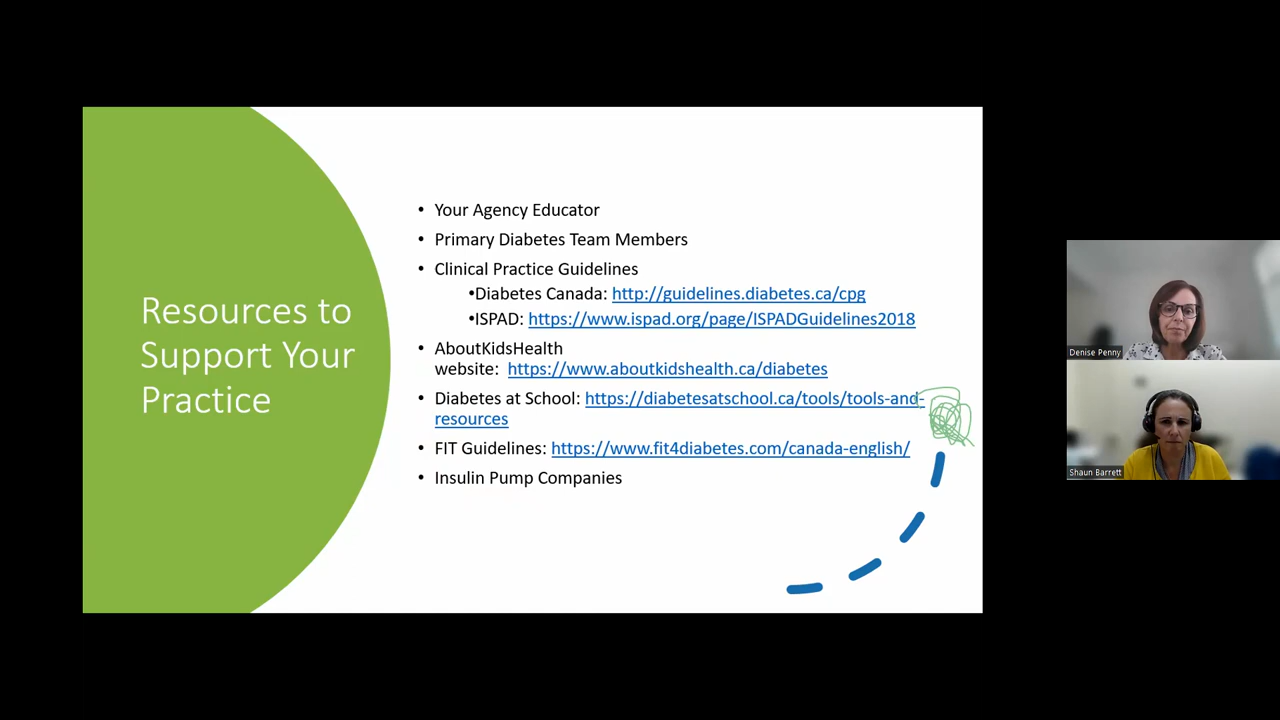 Resources to
Support Your
Practice
• Your Agency Educator
• Primary Diabetes Team Members
• Clinical Practice Guidelines
•Diabetes Canada: http://guidelines.diabetes.ca/cpg
•ISPAD: https://www.ispad.org/page/ISPADGuidelines2018
• AboutKidsHealth
website: https://www.aboutkidshealth.ca/diabetes
• Diabetes at School: https://diabetesatschool.ca/tools/tools-and-
resources
• FIT Guidelines: https://www.fit4diabetes.com/canada-english/
• Insulin Pump Companies
Denise Penny
Shaun Barrett